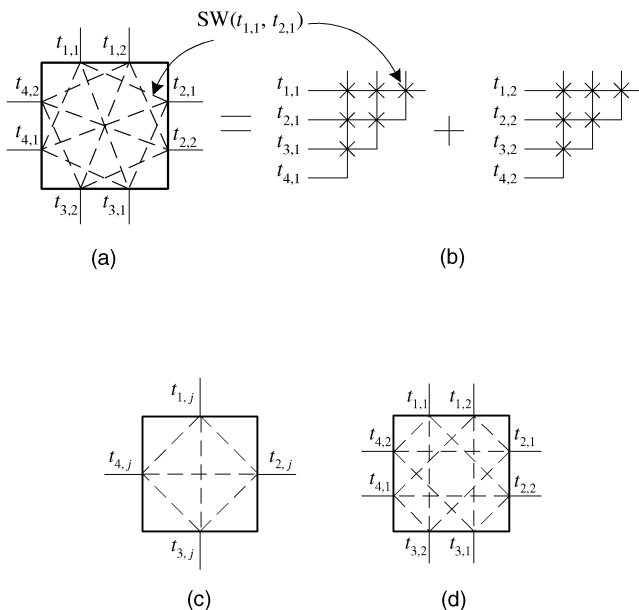 SW(t1,1, t2,1)
t1,1 t1,2
t4,2 t2,1
t4,1 t2,2
t3,2 t3,1
=
t1,1
t2,1
t3,1
t4,1
+
t1,2
t2,2
t3,2
t4,2
(a) (b)
t1,j
t4,j t2,j
t3,j
t1,1 t1,2
t4,2 t2,1
t4,1 t2,2
t3,2 t3,1
(c) (d)